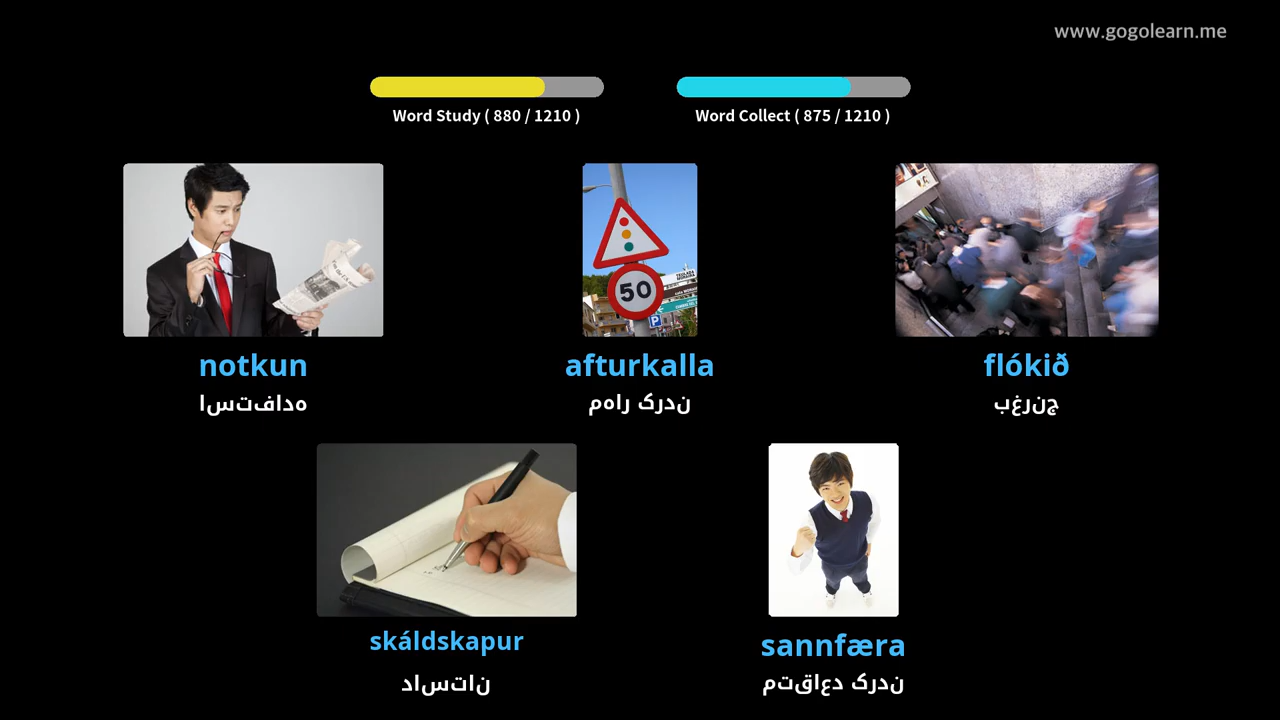 www.gogolearn.me
Word Study ( 880 / 1210 )
Word Collect ( 875 / 1210 )
50
P
notkun
استفاده
afturkalla
مهار کردن
flókið
بغرنج
skáldskapur
داستان
sannfæra
متقاعد کردن